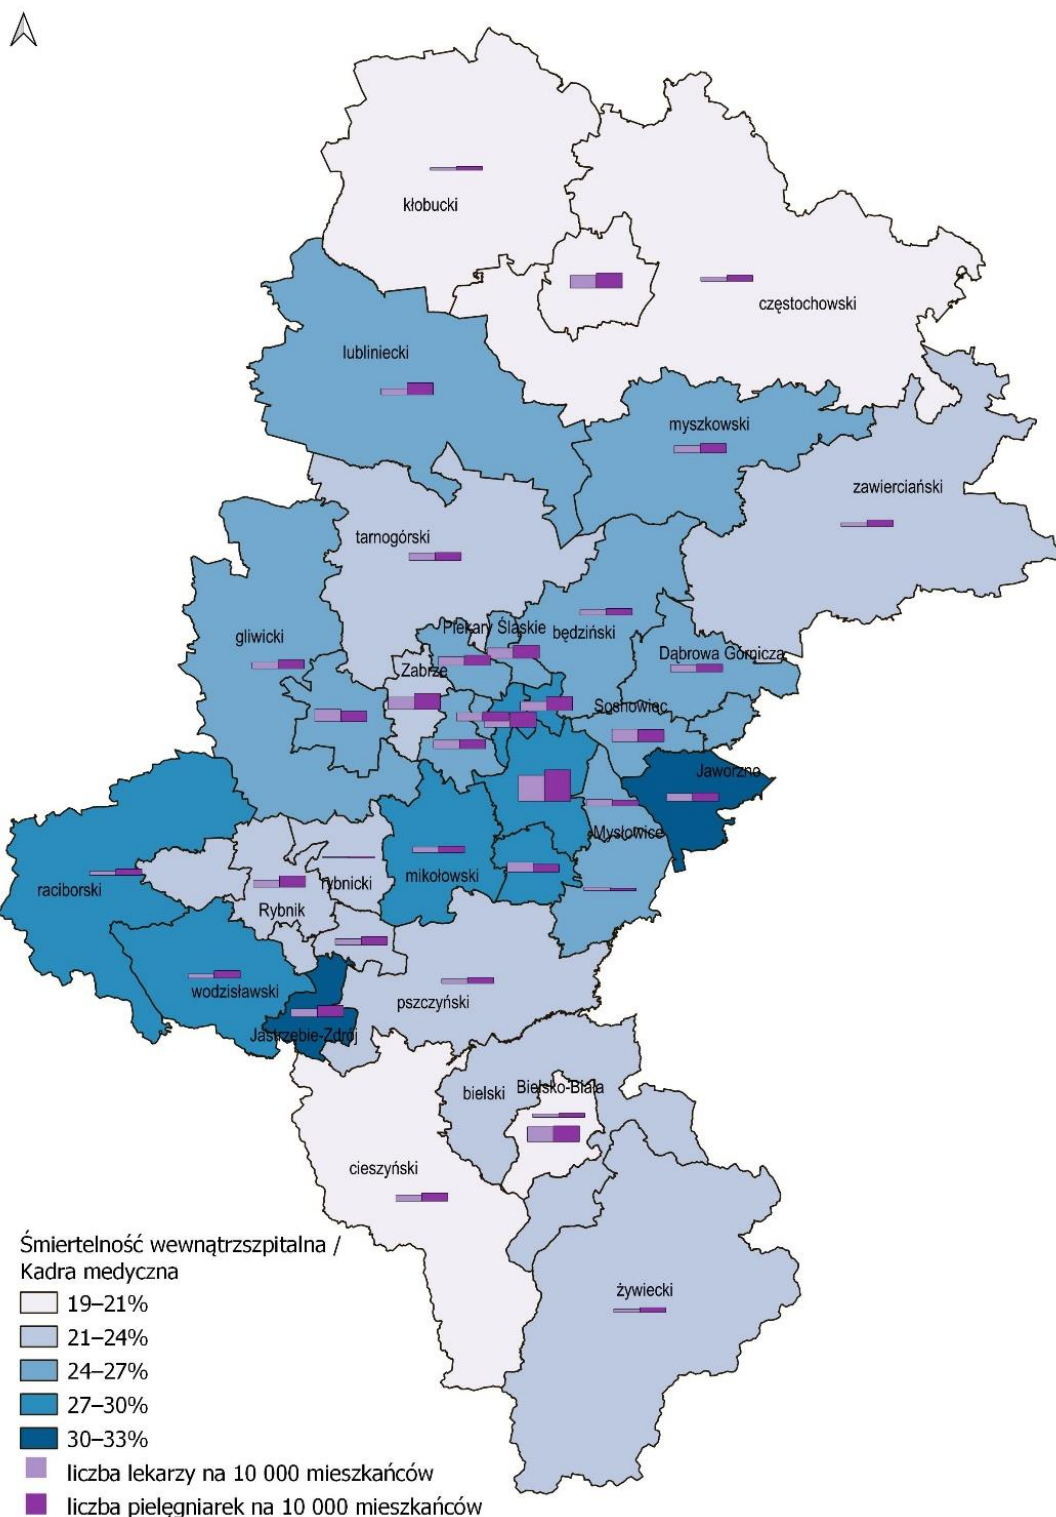 kłobucki
częstochowski
lubliniecki
myszkowski
zawierciański
tarnogórski
gliwicki
Piekary Śląskie
będziński
Dąbrowa Górnicza
Zabrze
Sosnowiec
Jaworzno
Mysłowice
raciborski
rybnicki
mikołowski
Rybnik
wodzisławski
pszczyński
Jastrzębie-Zdrój
bielski
Bielsko-Biała
cieszyński
żywiecki
Śmiertelność wewnątrzszpitalna /
Kadra medyczna
19–21%
21–24%
24–27%
27–30%
30–33%
liczba lekarzy na 10 000 mieszkańców
liczba pielęgniarek na 10 000 mieszkańców